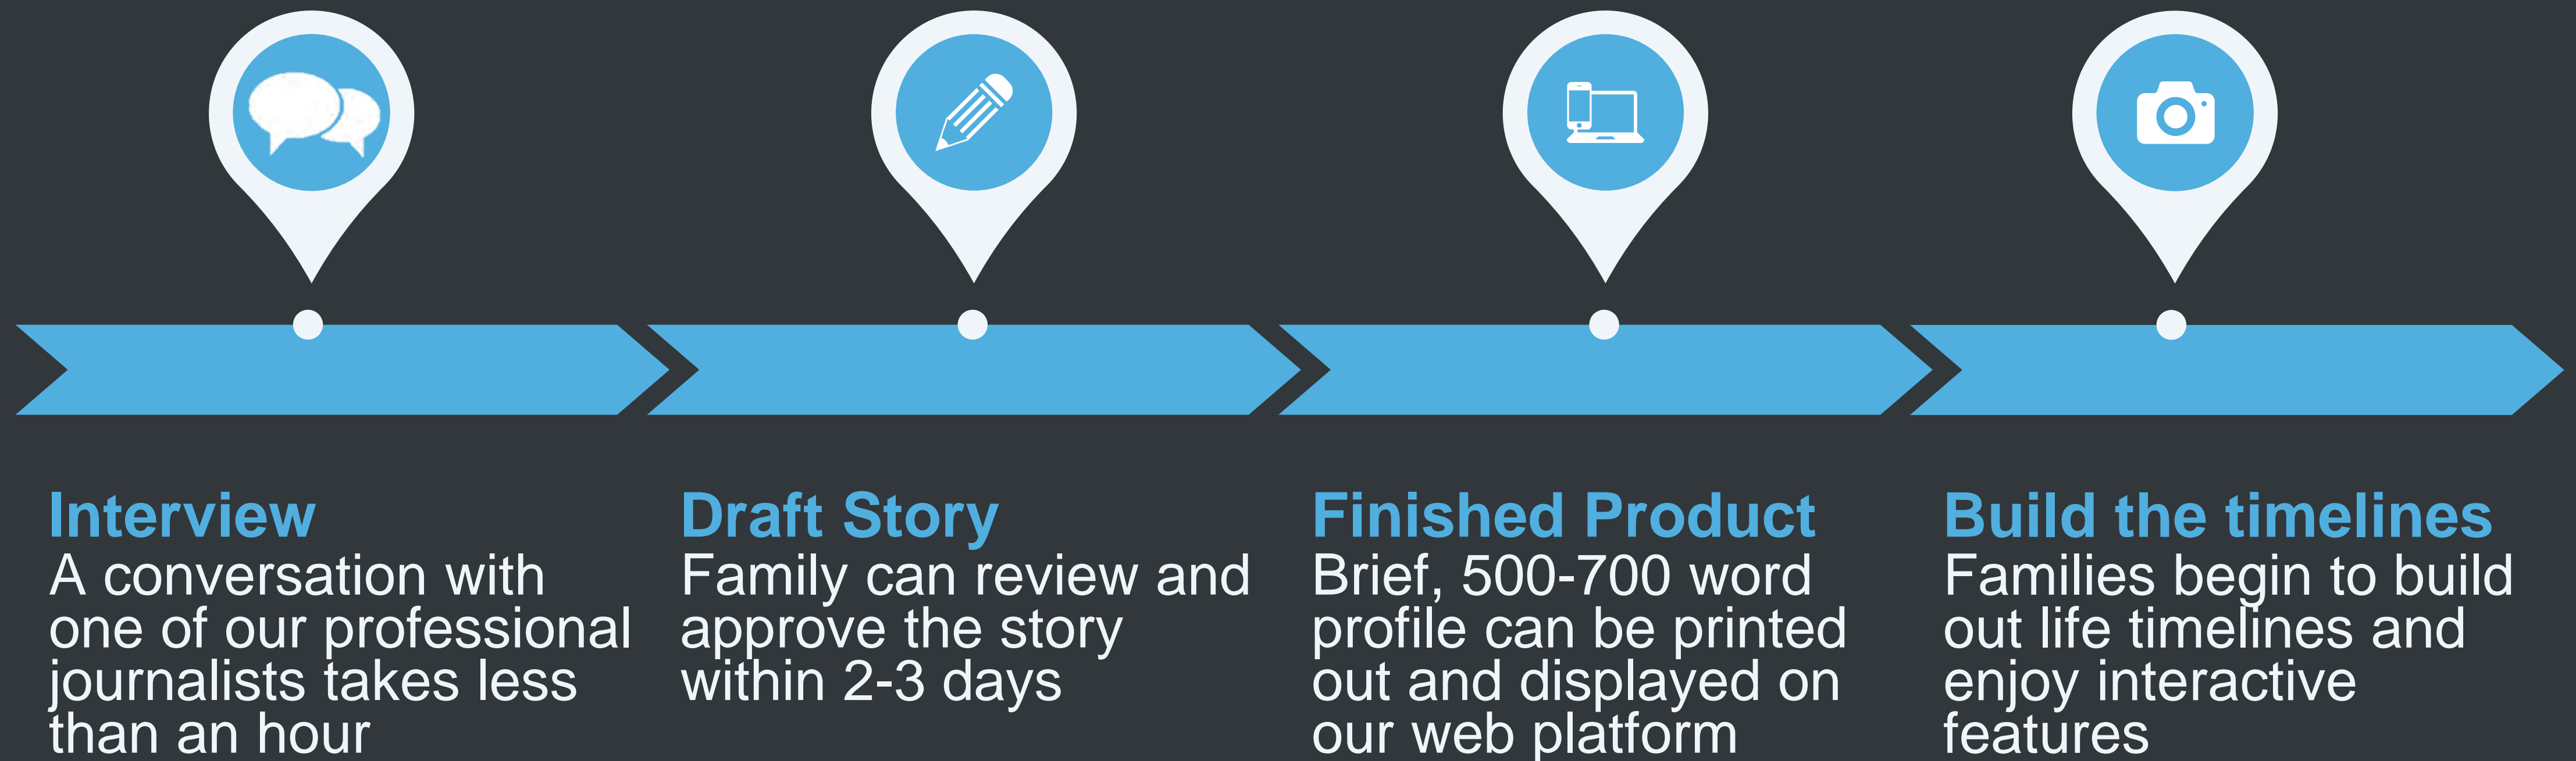 Interview
A conversation with
one of our professional
journalists takes less
than an hour
Draft Story
Family can review and
approve the story
within 2-3 days
Finished Product
Brief, 500-700 word
profile can be printed
out and displayed on
our web platform
Build the timelines
Families begin to build
out life timelines and
enjoy interactive
features